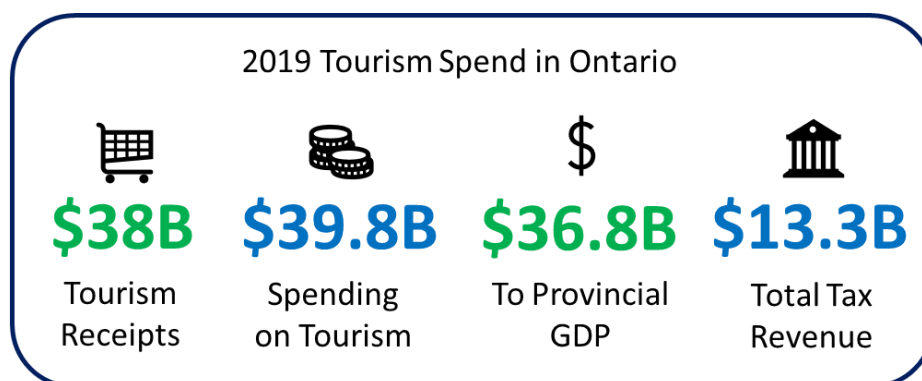 2019 Tourism Spend in Ontario
$
$38B
$39.8B
$36.8B
$13.3B
Tourism
Receipts
Spending
on Tourism
To Provincial
GDP
Total Tax
Revenue